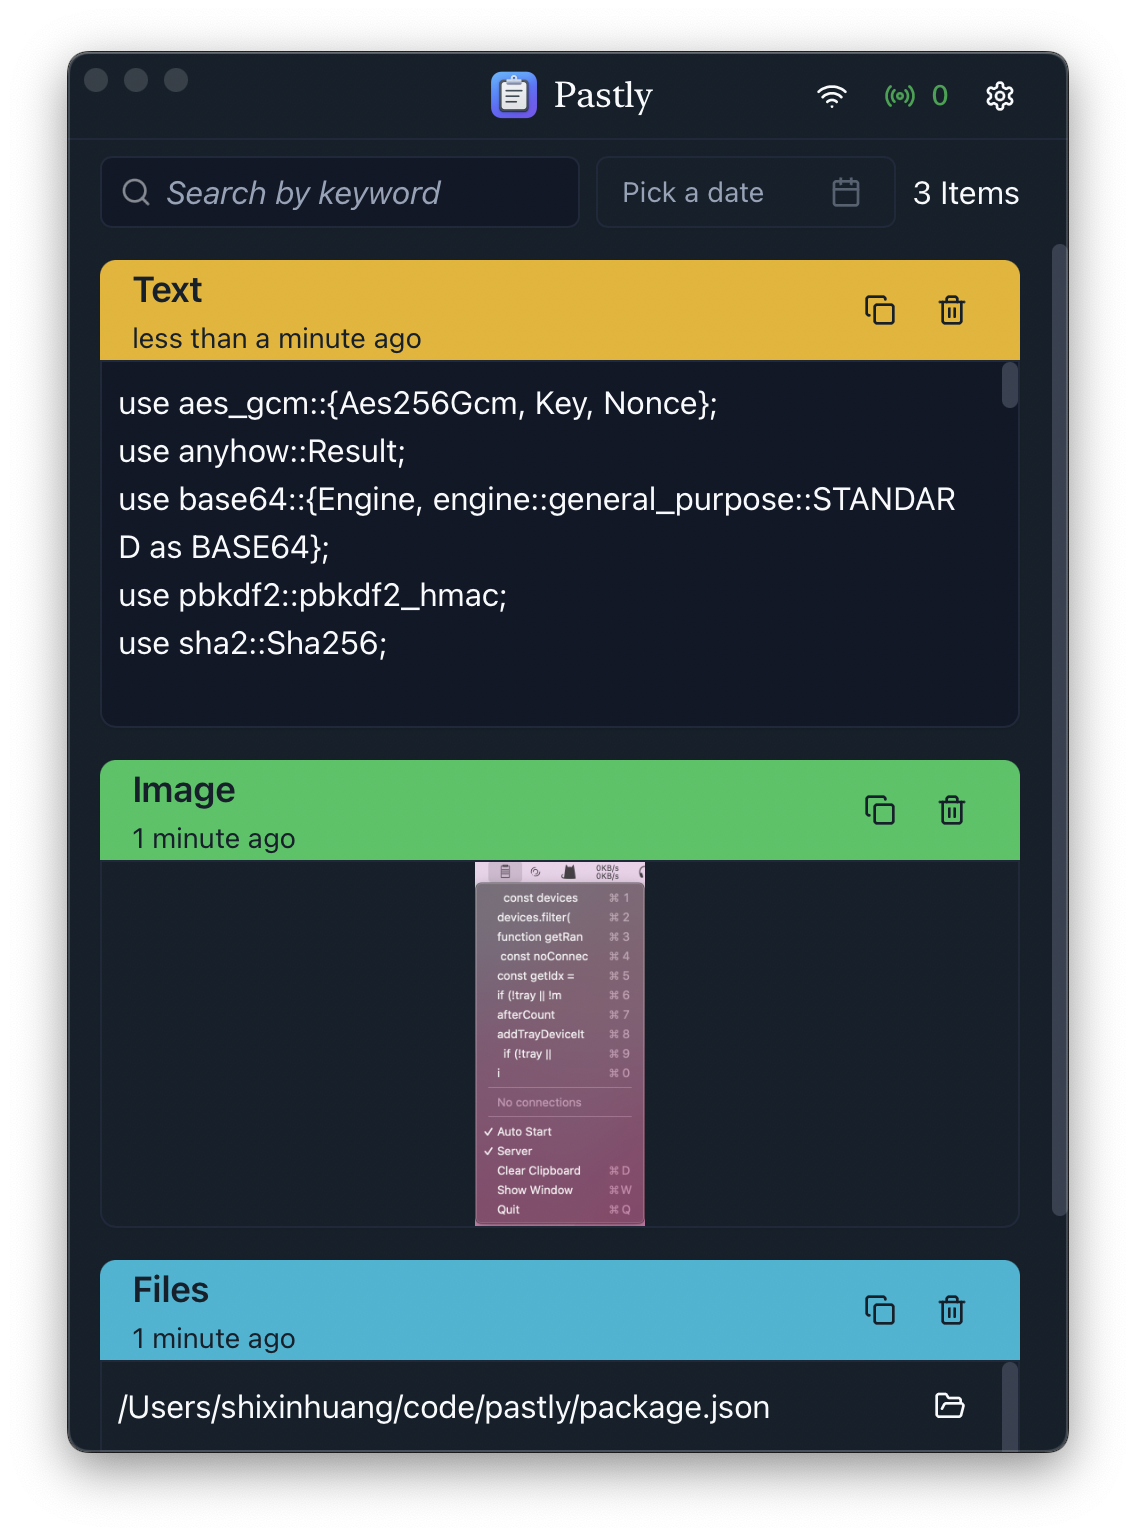 Pastly
0
Search by keyword
Pick a date
3 Items
Text
less than a minute ago
use aes_gcm::{Aes256Gcm, Key, Nonce};
use anyhow::Result;
use base64::{Engine, engine::general_purpose::STANDAR
D as BASE64};
use pbkdf2::pbkdf2_hmac;
use sha2::Sha256;
Image
1 minute ago
0KB/s
0KB/s
const devices ⌘ 1
devices.filter( ⌘ 2
function getRan ⌘ 3
const noConnec ⌘ 4
const getIdx = ⌘ 5
if (!tray || !m ⌘ 6
afterCount ⌘ 7
addTrayDeviceIt ⌘ 8
if (!tray || ⌘ 9
i ⌘ 0
No connections
✓ Auto Start
✓ Server
Clear Clipboard ⌘ D
Show Window ⌘ W
Quit ⌘ Q
Files
1 minute ago
/Users/shixinhuang/code/pastly/package.json